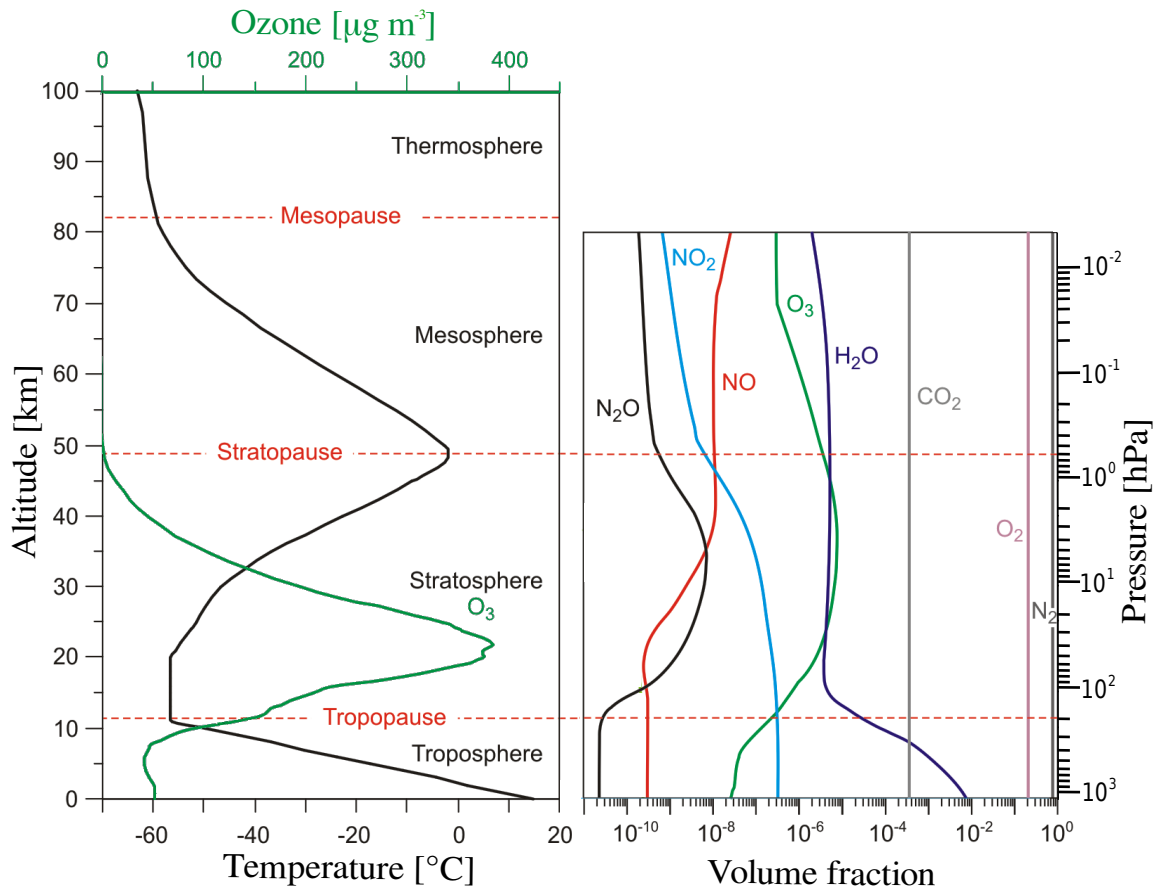 Ozone [µg m⁻³]
0 100 200 300 400
100
90
80
70
60
50
40
30
20
10
0
Altitude [km]
Thermosphere
Mesopause
Mesosphere
Stratopause
Stratosphere
O₃
Tropopause
Troposphere
-60 -40 -20 0 20
Temperature [°C]
NO₂
O₃
H₂O
NO
N₂O
CO₂
O₂
N₂
10⁻²
10⁻¹
10⁰
10¹
10²
10³
Pressure [hPa]
10⁻¹⁰ 10⁻⁸ 10⁻⁶ 10⁻⁴ 10⁻² 10⁰
Volume fraction